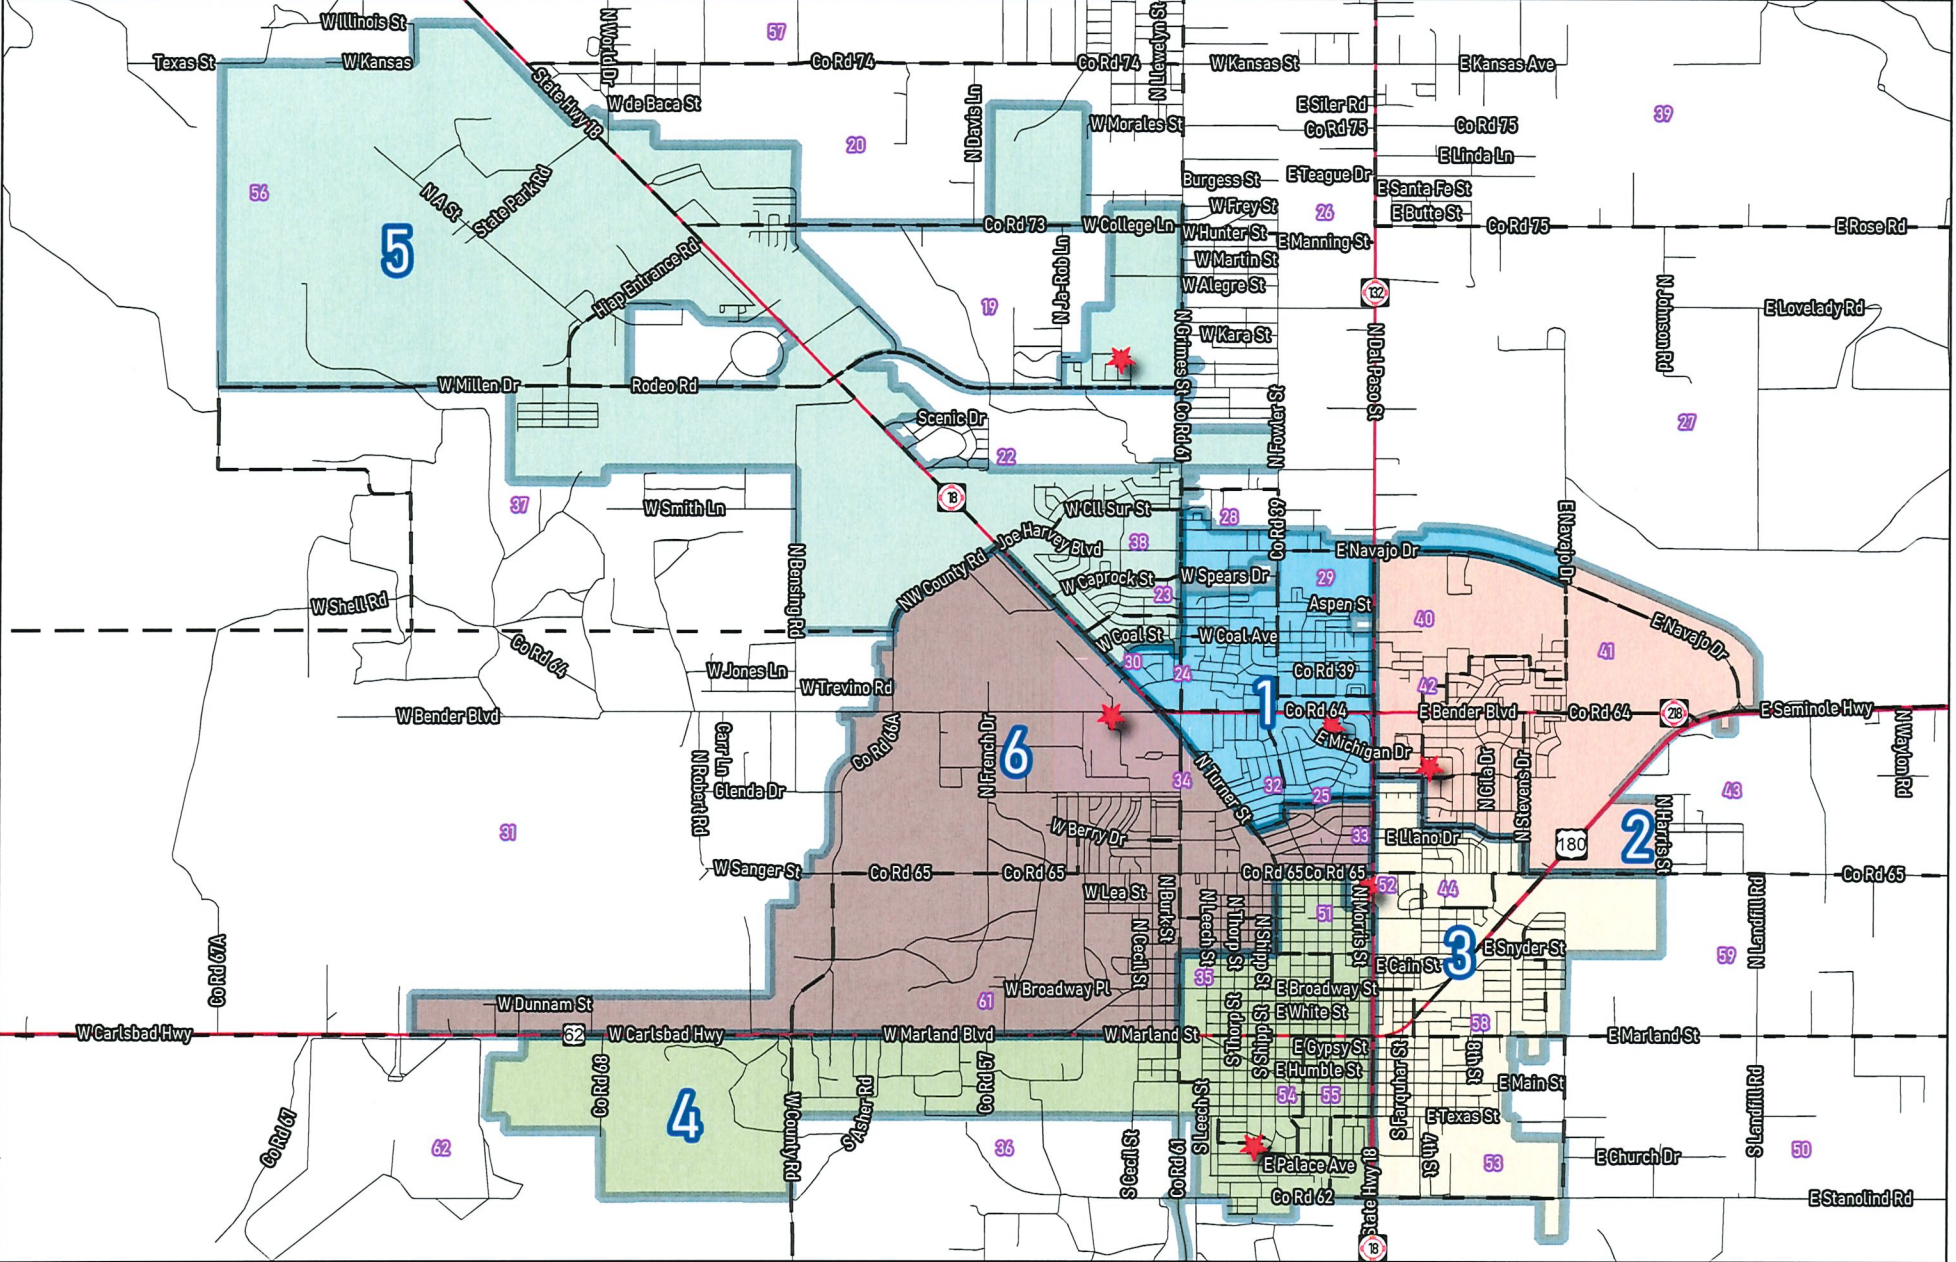 W Illinois St
N World Dr
57
N Llewelyn St
Texas St
W Kansas
Co Rd 74
Co Rd 74
W Kansas St
E Kansas Ave
State Hwy 18
W de Baca St
E Siler Rd
39
N Davis Ln
W Morales St
Co Rd 75
Co Rd 75
20
E Linda Ln
56
N A St
State Park Rd
Burgess St
E Teague Dr
E Santa Fe St
W Frey St
26
E Butte St
Co Rd 73
W College Ln
W Hunter St
E Manning St
Co Rd 75
E Rose Rd
5
Hiap Entrance Rd
W Martin St
N Ja-Rob Ln
W Alegre St
132
19
N Johnson Rd
E Lovelady Rd
N Grimes St
W Kara St
N Dal Paso St
W Millen Dr
Rodeo Rd
Scenic Dr
Co Rd 61
N Fowler St
27
22
18
37
W Smith Ln
W Cll Sur St
28
Co Rd 39
E Navajo Dr
Joe Harvey Blvd
38
E Navajo Dr
N Bensing Rd
NW County Rd
W Caprock St
23
W Spears Dr
29
W Shell Rd
Aspen St
40
W Coal St
W Coal Ave
E Navajo Dr
Co Rd 64
30
24
Co Rd 39
41
W Jones Ln
W Trevino Rd
42
W Bender Blvd
1
Co Rd 64
E Bender Blvd
Co Rd 64
218
E Seminole Hwy
Co Rd 66A
N French Dr
6
E Michigan Dr
N Waylon Rd
Carr Ln
N Robert Rd
Glenda Dr
34
N Turner St
32
25
N Gila Dr
N Stevens Dr
43
31
W Berry Dr
33
E Llano Dr
180
2
N Harris St
W Sanger St
Co Rd 65
Co Rd 65
Co Rd 65
Co Rd 65
Co Rd 65
W Lea St
52
44
N Burk St
N Leech St
N Thorp St
N Shipp St
51
N Morris St
N Landfill Rd
Co Rd 67A
N Cecil St
3
E Snyder St
59
35
E Cain St
W Dunnam St
61
W Broadway Pl
E Broadway St
N Thorp St
E White St
58
W Carlsbad Hwy
62
W Carlsbad Hwy
W Marland Blvd
W Marland St
E Marland St
S Thorp St
S Shipp St
E Gypsy St
E Humble St
S Farquhar St
8th St
Co Rd 68
Co Rd 57
S Leech St
54
55
E Main St
S Landfill Rd
4
W County Rd
S Asher Rd
E Texas St
Co Rd 67
62
36
S Cecil St
Co Rd 61
E Palace Ave
4th St
53
E Church Dr
50
Co Rd 62
State Hwy 18
E Stanolind Rd
18